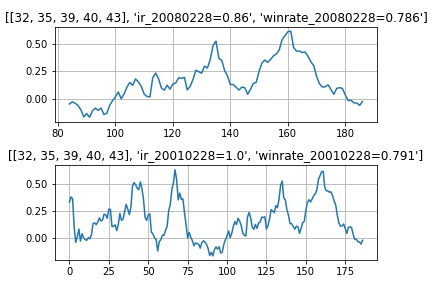 [[32, 35, 39, 40, 43], 'ir_20080228=0.86', 'winrate_20080228=0.786']
0.50
0.25
0.00
80 100 120 140 160 180
[[32, 35, 39, 40, 43], 'ir_20010228=1.0', 'winrate_20010228=0.791']
0.50
0.25
0.00
0 25 50 75 100 125 150 175